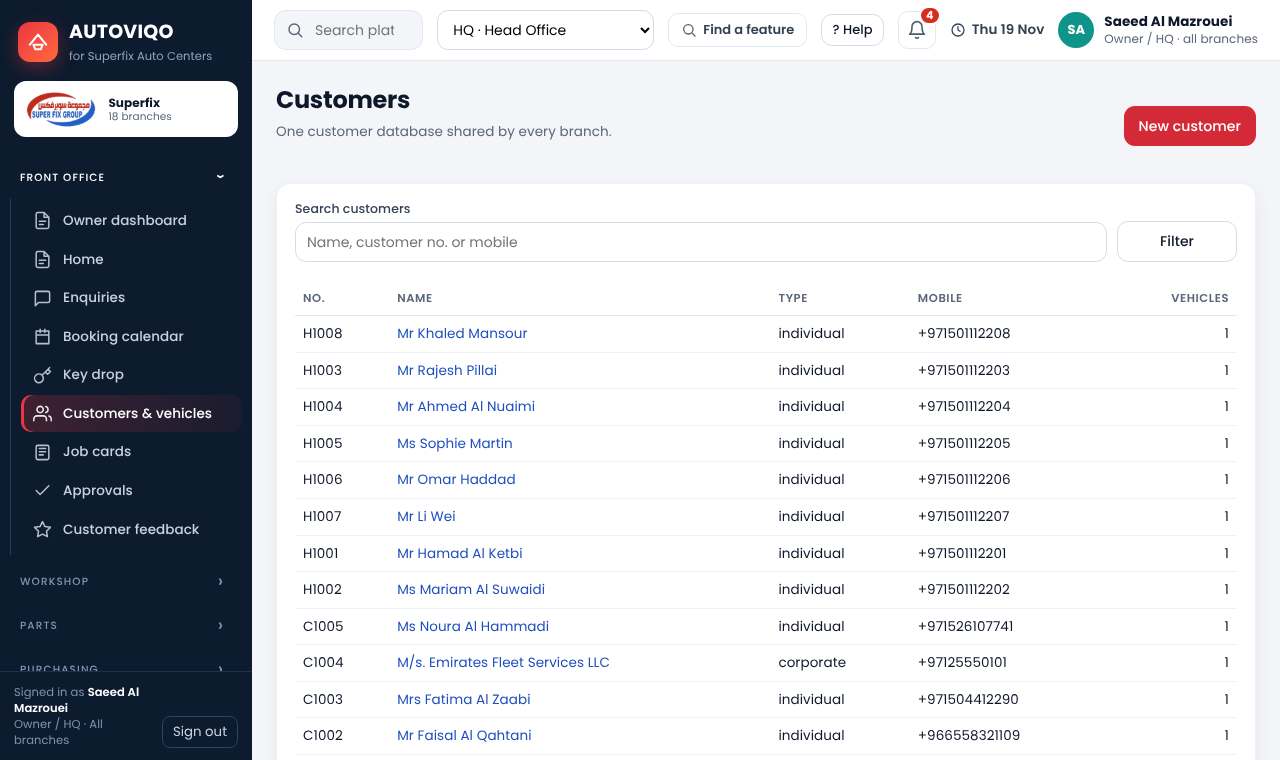 AUTOVIQO
for Superfix Auto Centers
مجموعة سوبر فكس
SUPER FIX GROUP
Superfix
18 branches
FRONT OFFICE
Owner dashboard
Home
Enquiries
Booking calendar
Key drop
Customers & vehicles
Job cards
Approvals
Customer feedback
WORKSHOP
PARTS
PURCHASING
Signed in as Saeed Al
Mazrouei
Owner / HQ · All
branches
Sign out
Search plat
HQ · Head Office
Find a feature
? Help
4
Thu 19 Nov
SA
Saeed Al Mazrouei
Owner / HQ · all branches
Customers
One customer database shared by every branch.
New customer
Search customers
Name, customer no. or mobile
Filter
NO. NAME TYPE MOBILE VEHICLES
H1008 Mr Khaled Mansour individual +971501112208 1
H1003 Mr Rajesh Pillai individual +971501112203 1
H1004 Mr Ahmed Al Nuaimi individual +971501112204 1
H1005 Ms Sophie Martin individual +971501112205 1
H1006 Mr Omar Haddad individual +971501112206 1
H1007 Mr Li Wei individual +971501112207 1
H1001 Mr Hamad Al Ketbi individual +971501112201 1
H1002 Ms Mariam Al Suwaidi individual +971501112202 1
C1005 Ms Noura Al Hammadi individual +971526107741 1
C1004 M/s. Emirates Fleet Services LLC corporate +97125550101 1
C1003 Mrs Fatima Al Zaabi individual +971504412290 1
C1002 Mr Faisal Al Qahtani individual +966558321109 1